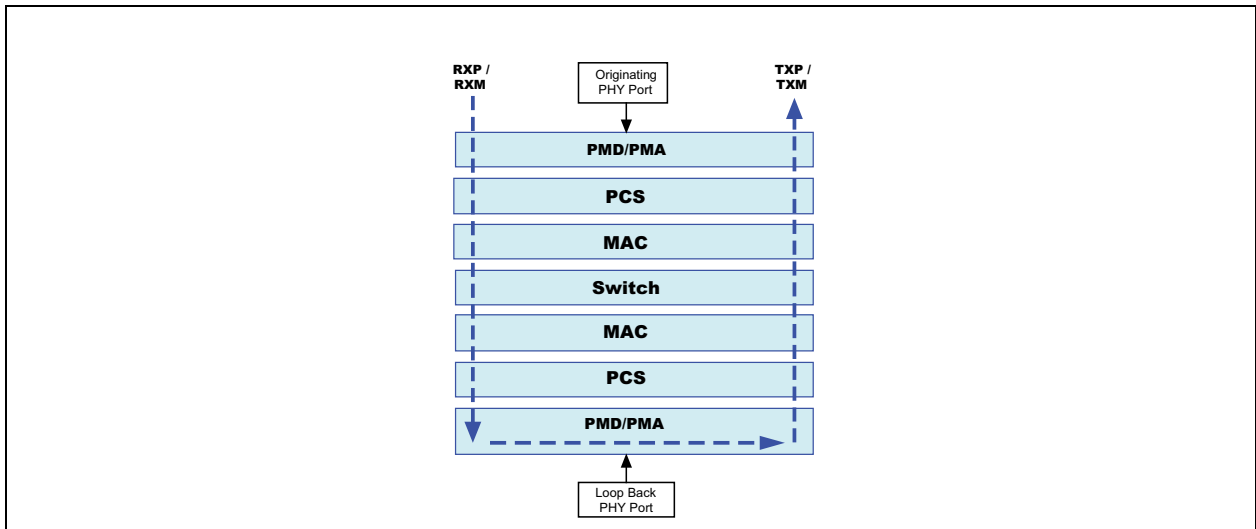 RXP /
RXM
Originating
PHY Port
TXP /
TXM
PMD/PMA
PCS
MAC
Switch
MAC
PCS
PMD/PMA
Loop Back
PHY Port